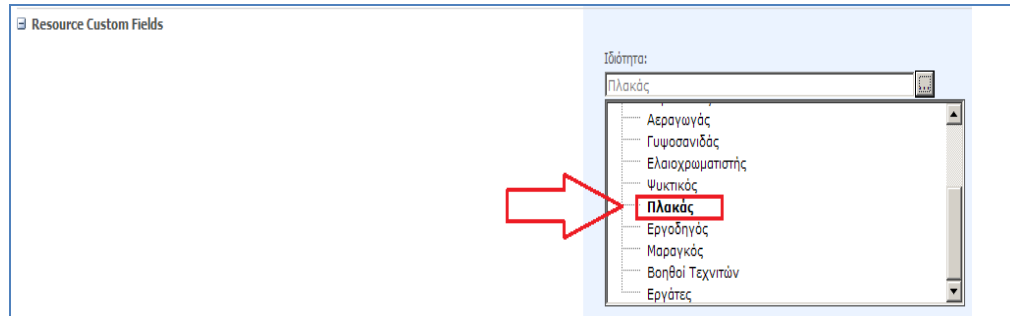 Resource Custom Fields
Ιδιότητα:
Πλακάς
...
Αεραγωγάς
Γυψοσανιδάς
Ελαιοχρωματιστής
Ψυκτικός
Πλακάς
Εργοδηγός
Μαραγκός
Βοηθοί Τεχνιτών
Εργάτες